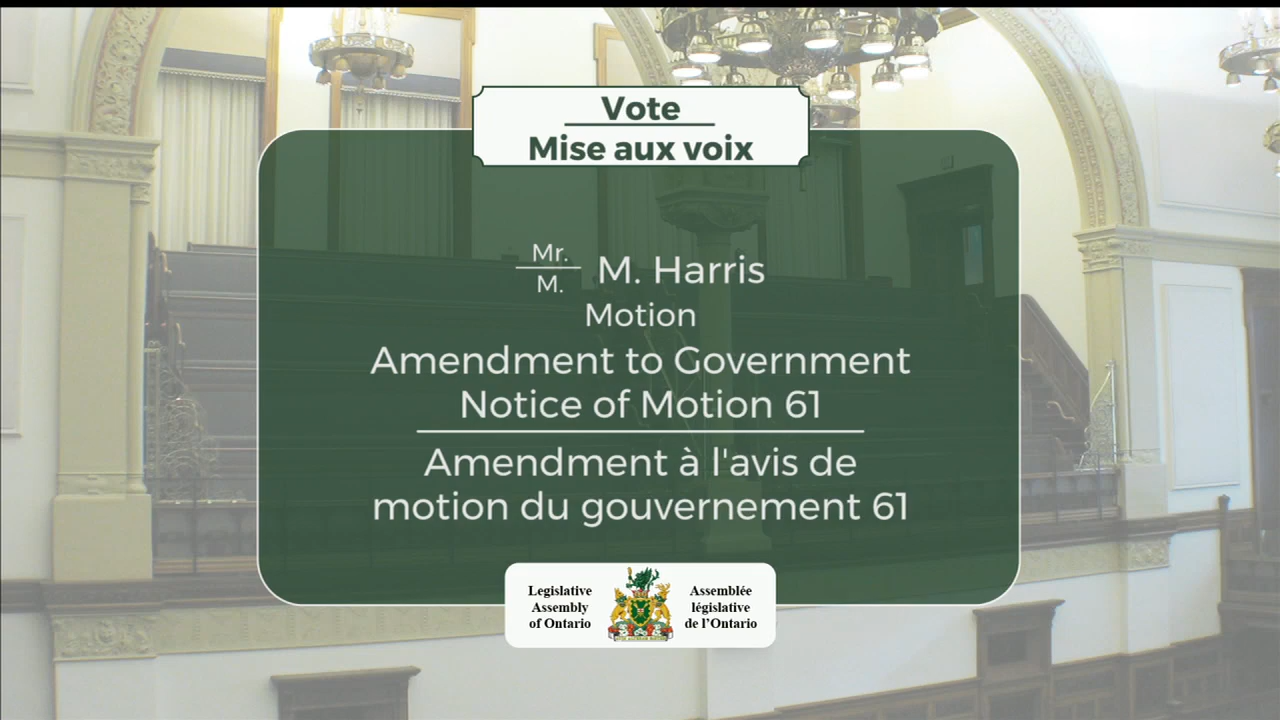 Vote
Mise aux voix
Mr.
M. M. Harris
Motion
Amendment to Government
Notice of Motion 61
Amendment à l'avis de
motion du gouvernement 61
Legislative
Assembly
of Ontario
Assemblée
législative
de l'Ontario